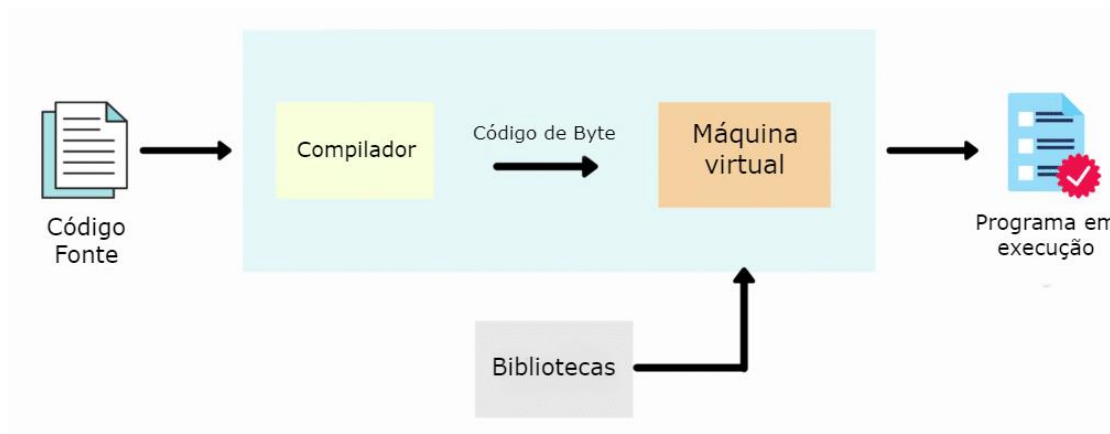 Código
Fonte
Compilador
Código de Byte
Máquina
virtual
Bibliotecas
Programa em
execução